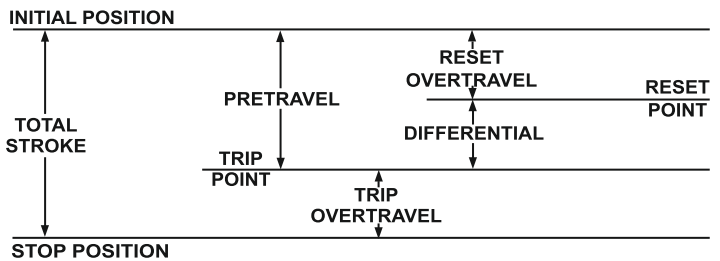 INITIAL POSITION
RESET
OVERTRAVEL
RESET
POINT
PRETRAVEL
TOTAL
STROKE
DIFFERENTIAL
TRIP
POINT
TRIP
OVERTRAVEL
STOP POSITION